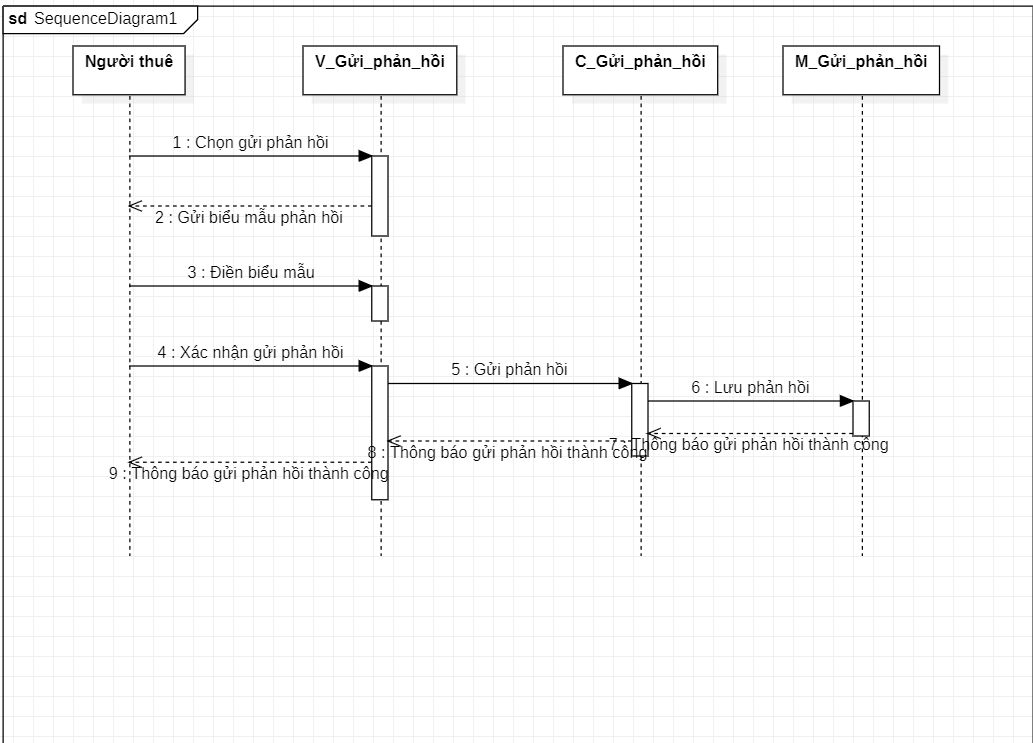 sd SequenceDiagram1
Người thuê
V_Gửi_phản_hồi
C_Gửi_phản_hồi
M_Gửi_phản_hồi
1 : Chọn gửi phản hồi
2 : Gửi biểu mẫu phản hồi
3 : Điền biểu mẫu
4 : Xác nhận gửi phản hồi
5 : Gửi phản hồi
6 : Lưu phản hồi
7 : Thông báo gửi phản hồi thành công
8 : Thông báo gửi phản hồi thành công
9 : Thông báo gửi phản hồi thành công